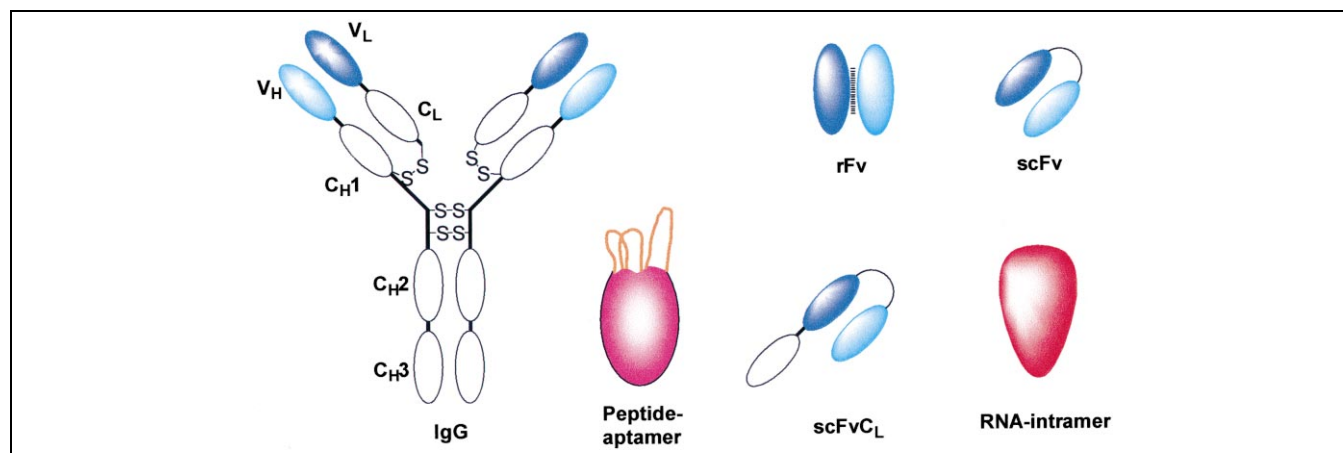 VL
VH
CL
S
S
CH1
S-S
S-S
CH2
CH3
IgG
S
S
Peptide-
aptamer
rFv
scFv
scFvCL
RNA-intramer